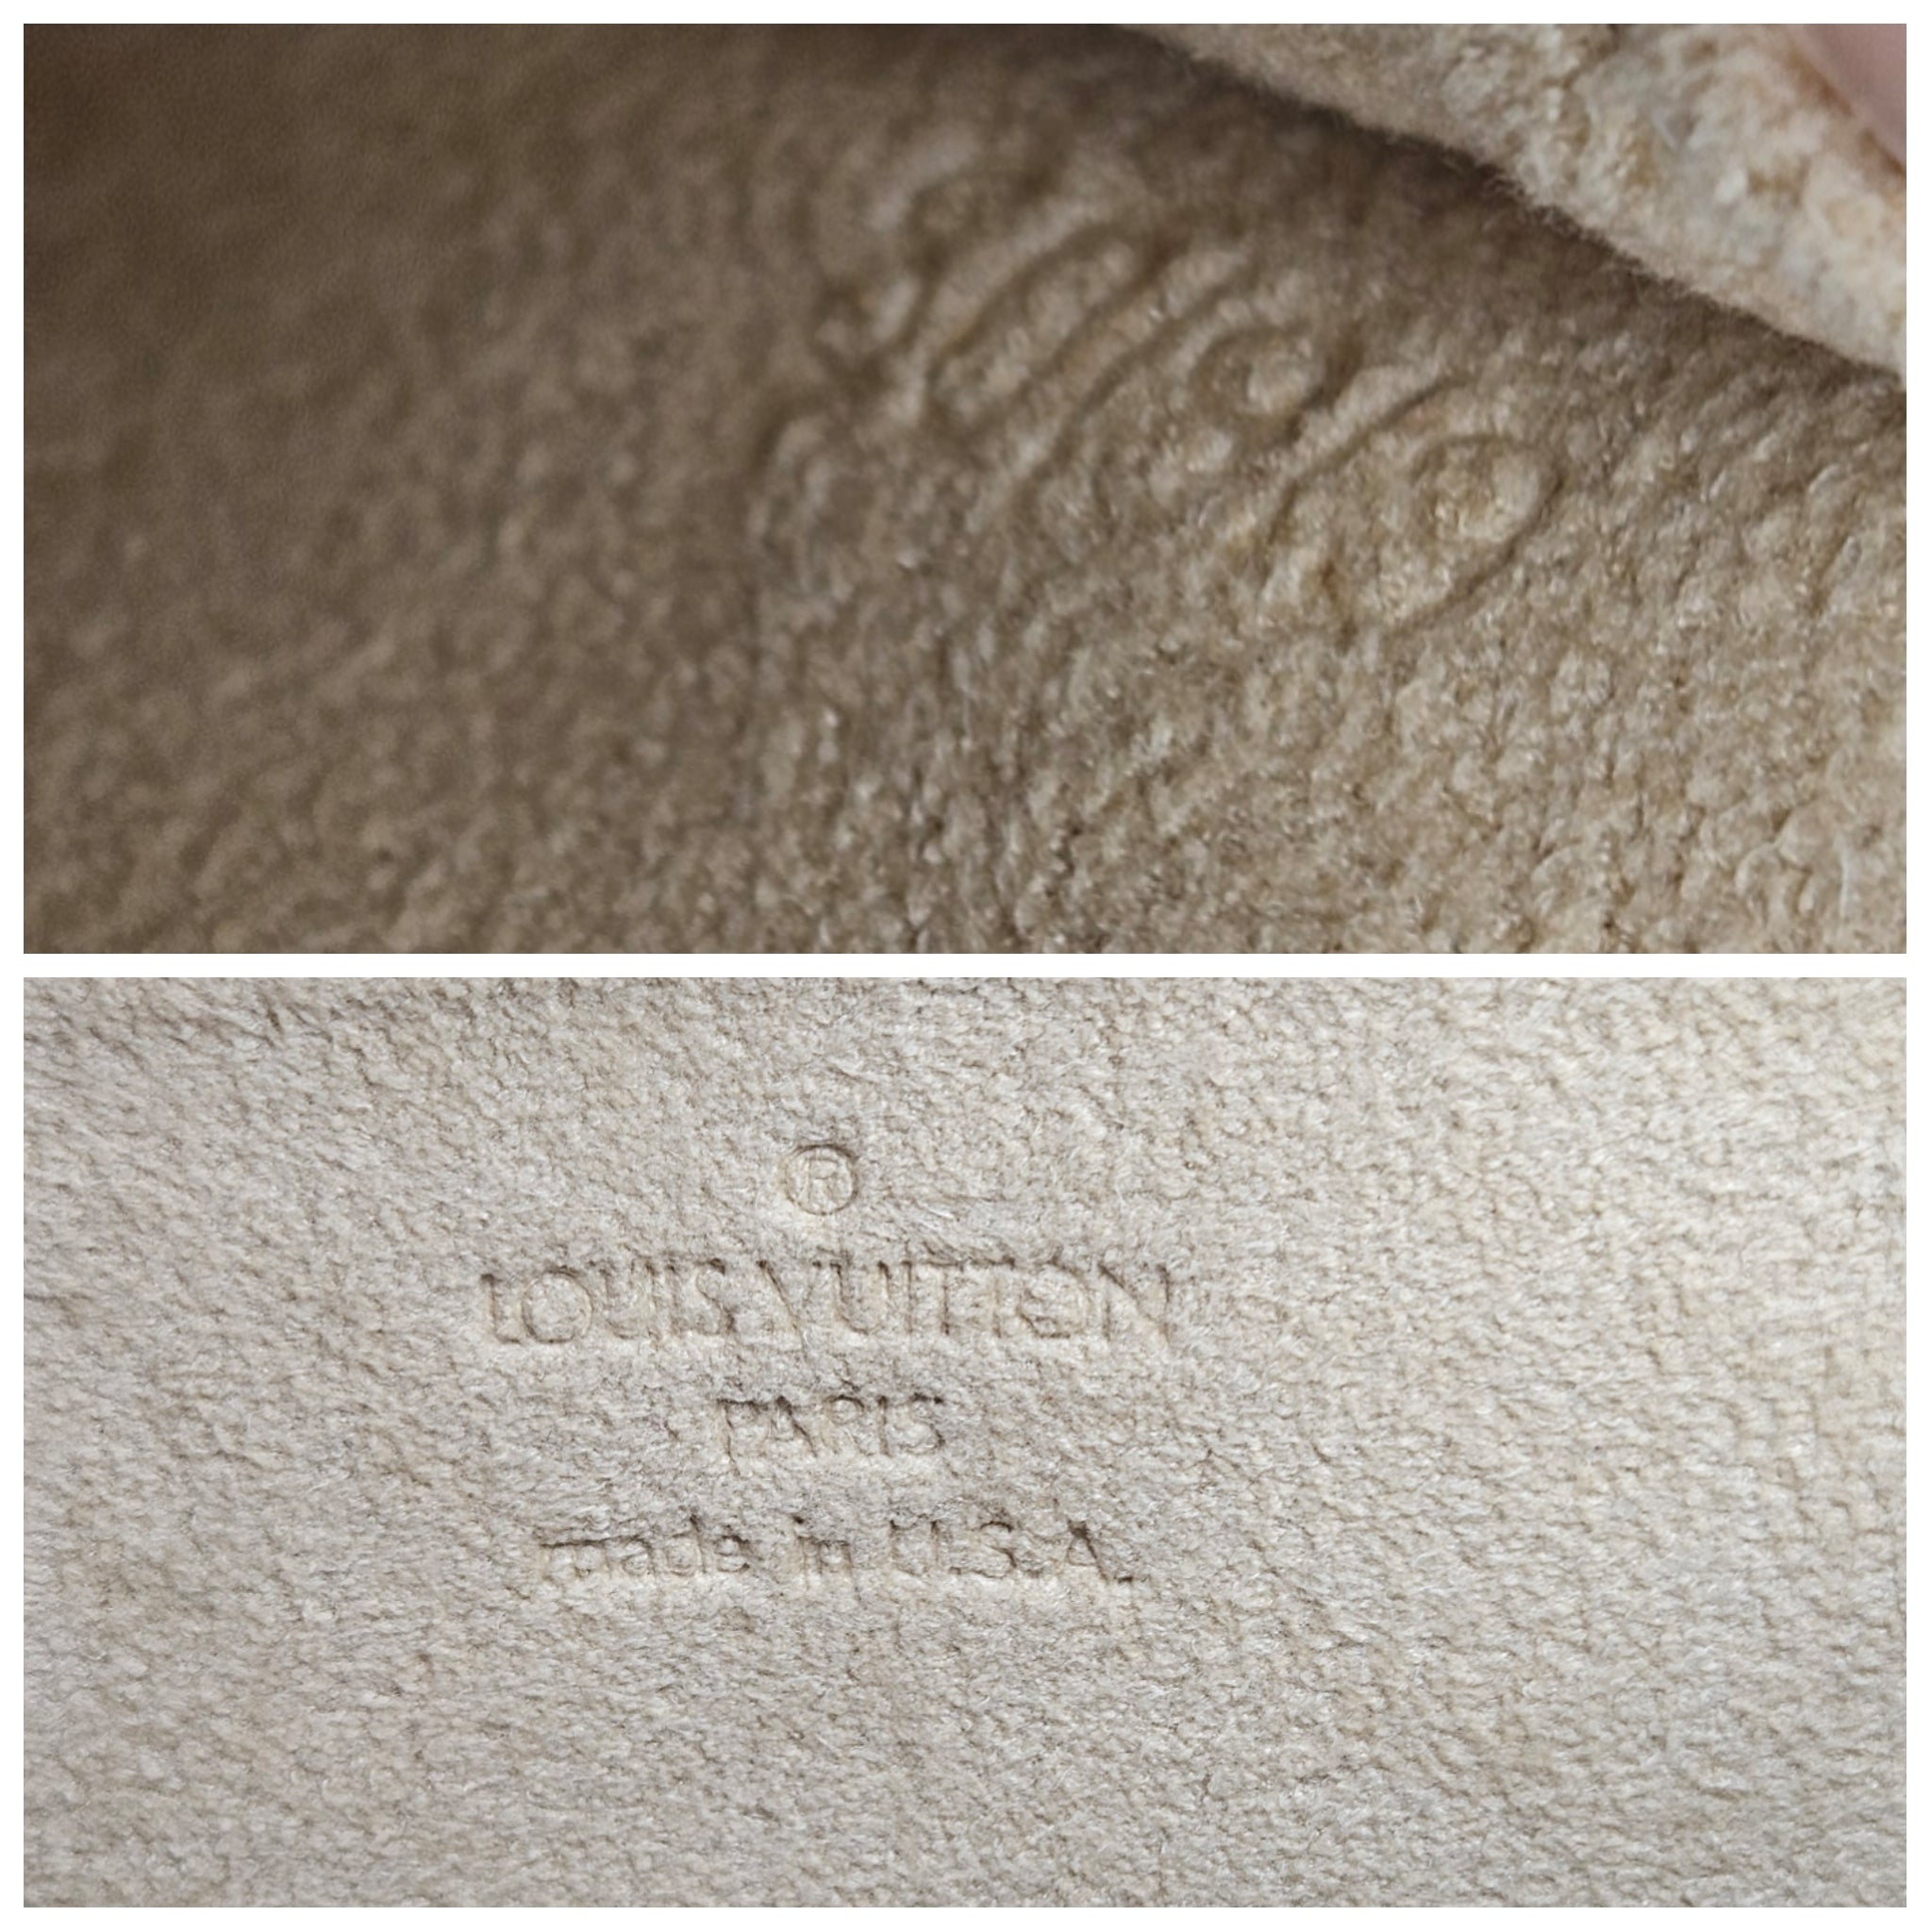 ®
LOUIS VUITTON
PARIS
made in U.S.A.